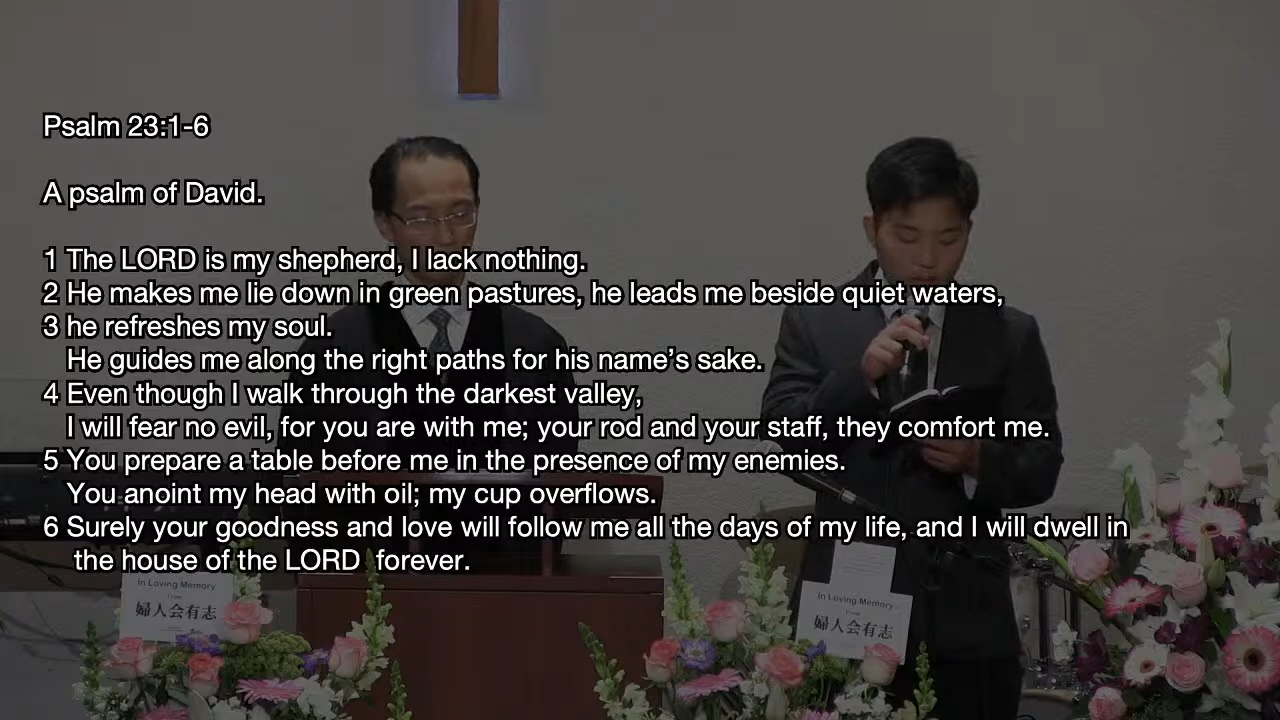 Psalm 23:1-6
A psalm of David.
1 The LORD is my shepherd, I lack nothing.
2 He makes me lie down in green pastures, he leads me beside quiet waters,
3 he refreshes my soul.
He guides me along the right paths for his name’s sake.
4 Even though I walk through the darkest valley,
I will fear no evil, for you are with me; your rod and your staff, they comfort me.
5 You prepare a table before me in the presence of my enemies.
You anoint my head with oil; my cup overflows.
6 Surely your goodness and love will follow me all the days of my life, and I will dwell in
the house of the LORD forever.
In Loving Memory
From
婦人会有志
In Loving Memory
From
婦人会有志